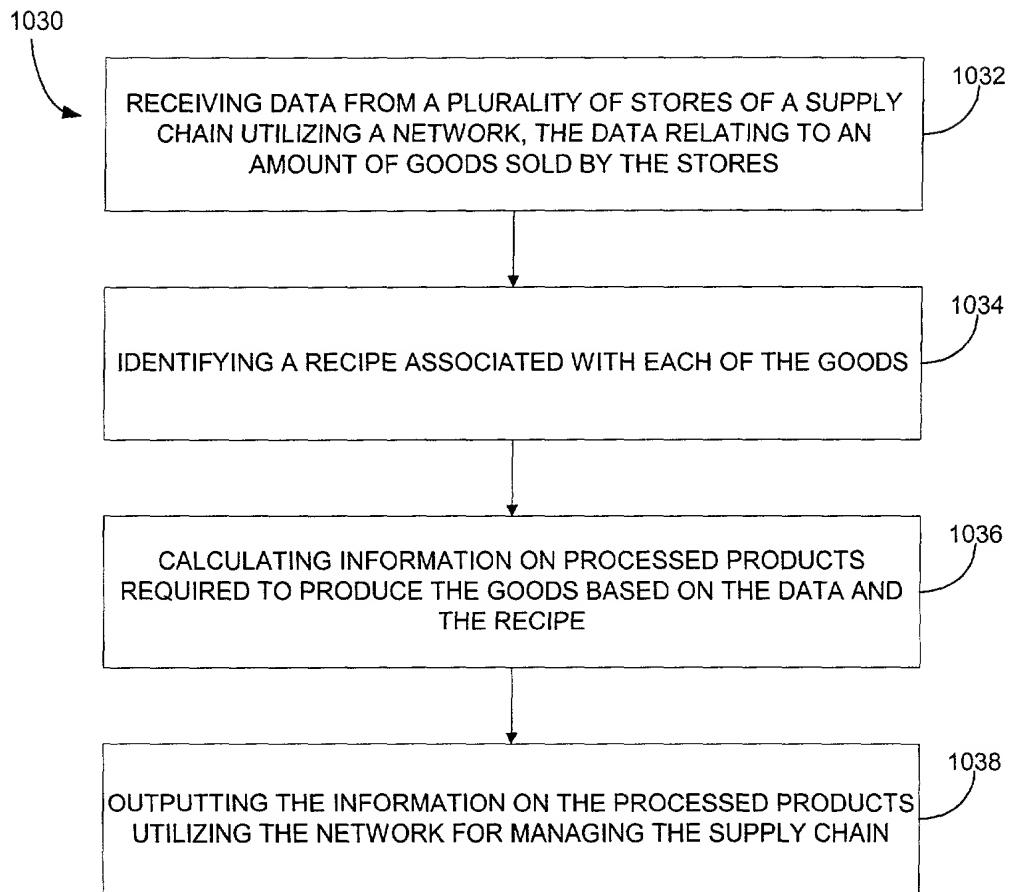 1030
1032
RECEIVING DATA FROM A PLURALITY OF STORES OF A SUPPLY
CHAIN UTILIZING A NETWORK, THE DATA RELATING TO AN
AMOUNT OF GOODS SOLD BY THE STORES
1034
IDENTIFYING A RECIPE ASSOCIATED WITH EACH OF THE GOODS
1036
CALCULATING INFORMATION ON PROCESSED PRODUCTS
REQUIRED TO PRODUCE THE GOODS BASED ON THE DATA AND
THE RECIPE
1038
OUTPUTTING THE INFORMATION ON THE PROCESSED PRODUCTS
UTILIZING THE NETWORK FOR MANAGING THE SUPPLY CHAIN